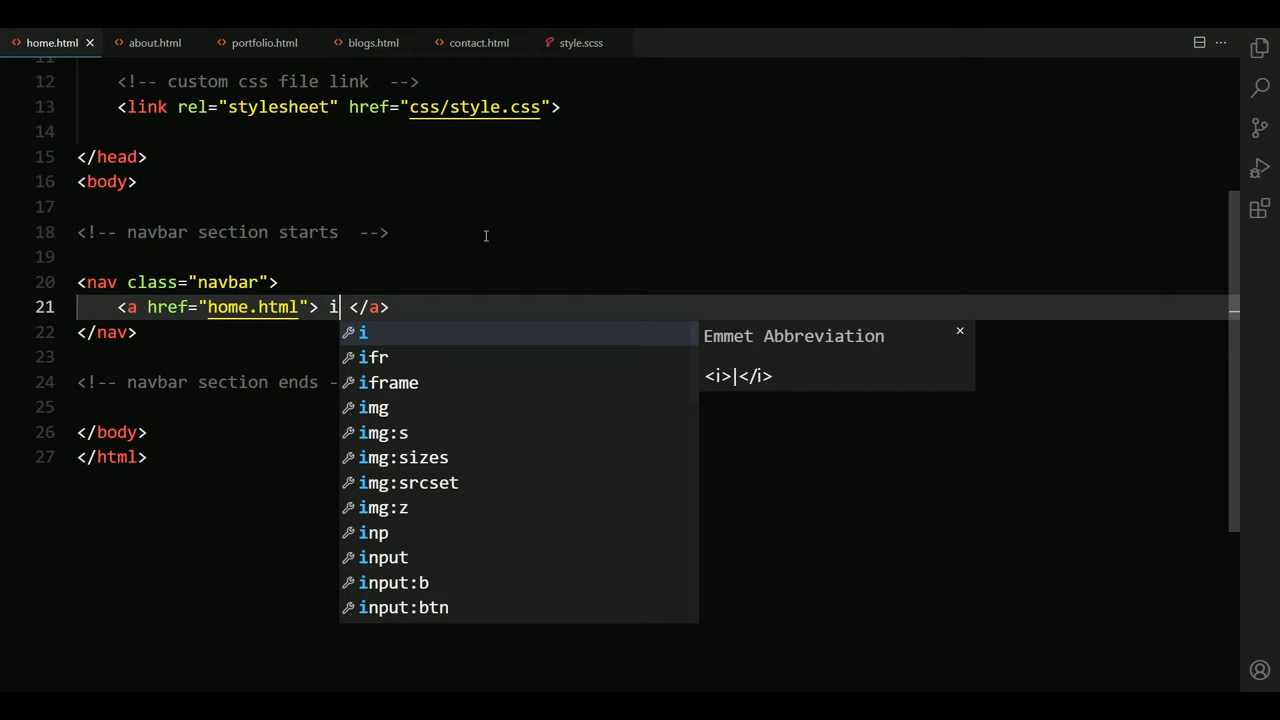 home.html × about.html portfolio.html blogs.html contact.html style.scss ...
11
12 <!-- custom css file link -->
13 <link rel="stylesheet" href="css/style.css">
14
15 </head>
16 <body>
17
18 <!-- navbar section starts -->
19
20 <nav class="navbar">
21 <a href="home.html"> i </a>
22 </nav>
23
24 <!-- navbar section ends -
25
26 </body>
27 </html>
i
ifr
iframe
img
img:s
img:sizes
img:srcset
img:z
inp
input
input:b
input:btn
Emmet Abbreviation ×
<i>|</i>